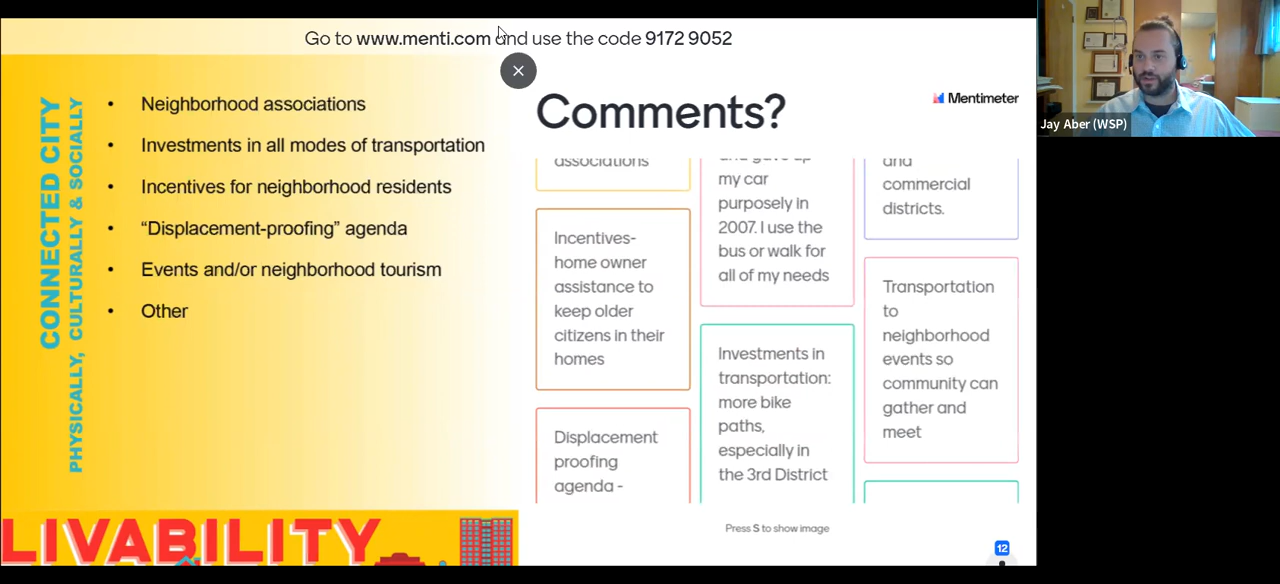 Go to www.menti.com and use the code 9172 9052
CONNECTED CITY
PHYSICALLY, CULTURALLY & SOCIALLY
• Neighborhood associations
• Investments in all modes of transportation
• Incentives for neighborhood residents
• “Displacement-proofing” agenda
• Events and/or neighborhood tourism
• Other
LIVABILITY
Comments?
Mentimeter
associations
Incentives-
home owner
assistance to
keep older
citizens in their
homes
Displacement
proofing
agenda -
and gave up
my car
purposely in
2007. I use the
bus or walk for
all of my needs
Investments in
transportation:
more bike
paths,
especially in
the 3rd District
and
commercial
districts.
Transportation
to
neighborhood
events so
community can
gather and
meet
Press S to show image
12
Jay Aber (WSP)